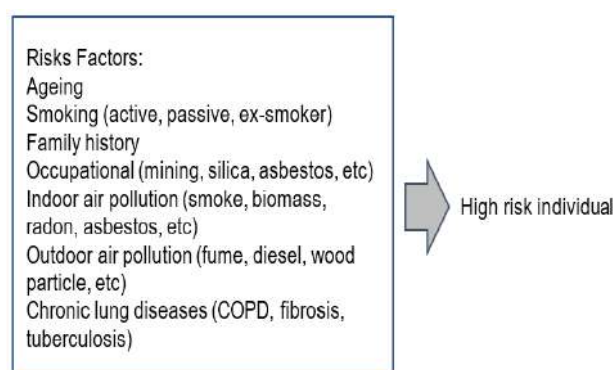 Risks Factors:
Ageing
Smoking (active, passive, ex-smoker)
Family history
Occupational (mining, silica, asbestos, etc)
Indoor air pollution (smoke, biomass,
radon, asbestos, etc)
Outdoor air pollution (fume, diesel, wood
particle, etc)
Chronic lung diseases (COPD, fibrosis,
tuberculosis)
High risk individual